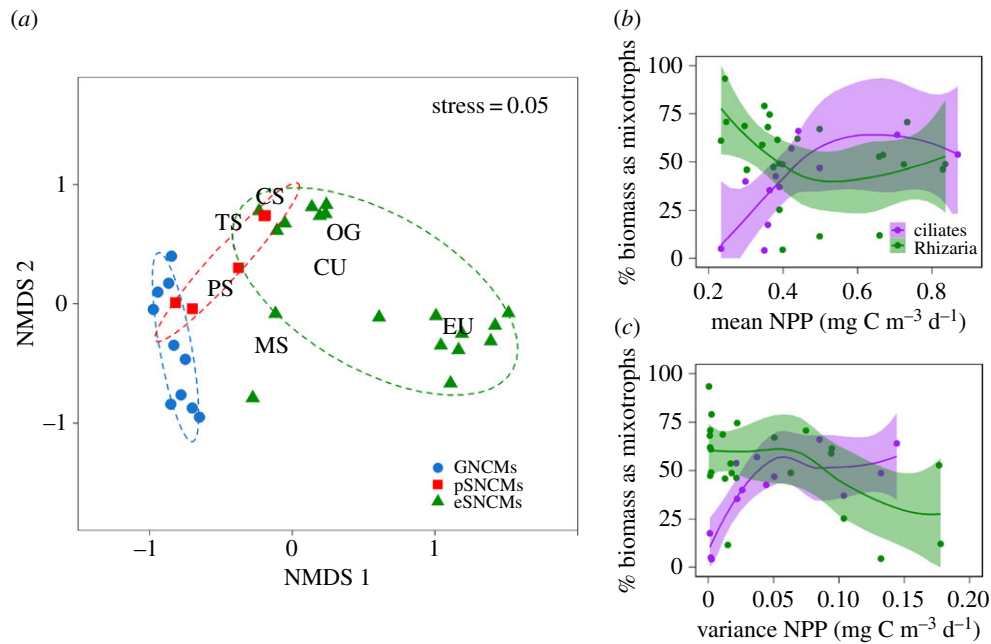 (a)
stress = 0.05
1
0
−1
NMDS 2
CS
TS
OG
CU
PS
MS
EU
GNCMs
pSNCMs
eSNCMs
−1
0
1
NMDS 1
(b)
100
75
50
25
0
% biomass as mixotrophs
ciliates
Rhizaria
0.2
0.4
0.6
0.8
mean NPP (mg C m⁻³ d⁻¹)
(c)
100
75
50
25
0
% biomass as mixotrophs
0
0.05
0.10
0.15
0.20
variance NPP (mg C m⁻³ d⁻¹)